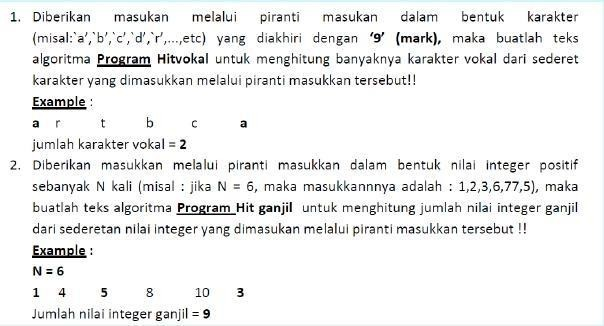 1. Diberikan masukan melalui piranti masukan dalam bentuk karakter
(misal:`a’,`b’,`c’,`d’,`r’,...,etc) yang diakhiri dengan ‘9’ (mark), maka buatlah teks
algoritma Program Hitvokal untuk menghitung banyaknya karakter vokal dari sederet
karakter yang dimasukkan melalui piranti masukkan tersebut!!
Example :
a r t b c a
jumlah karakter vokal = 2
2. Diberikan masukkan melalui piranti masukkan dalam bentuk nilai integer positif
sebanyak N kali (misal : jika N = 6, maka masukkannnya adalah : 1,2,3,6,77,5), maka
buatlah teks algoritma Program Hit ganjil untuk menghitung jumlah nilai integer ganjil
dari sederetan nilai integer yang dimasukan melalui piranti masukkan tersebut !!
Example :
N = 6
1 4 5 8 10 3
Jumlah nilai integer ganjil = 9